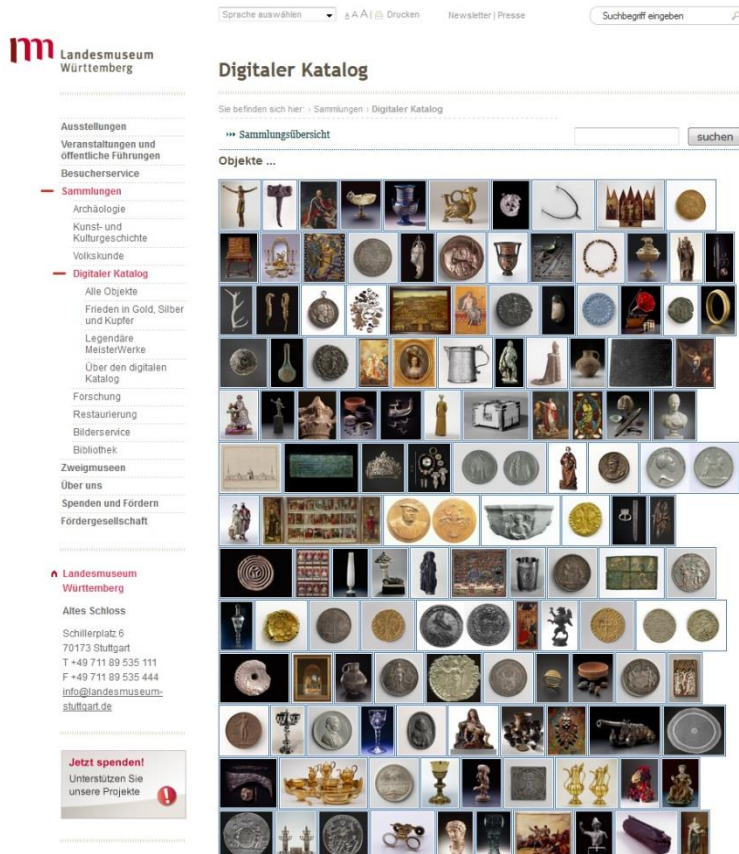 Sprache auswählen
A A A | Drucken
Newsletter | Presse
Suchbegriff eingeben
Landesmuseum
Württemberg
Digitaler Katalog
Sie befinden sich hier: › Sammlungen › Digitaler Katalog
Sammlungsübersicht
suchen
Objekte ...
Ausstellungen
Veranstaltungen und
öffentliche Führungen
Besucherservice
Sammlungen
Archäologie
Kunst- und
Kulturgeschichte
Volkskunde
Digitaler Katalog
Alle Objekte
Frieden in Gold, Silber
und Kupfer
Legendäre
MeisterWerke
Über den digitalen
Katalog
Forschung
Restaurierung
Bilderservice
Bibliothek
Zweigmuseen
Über uns
Spenden und Fördern
Fördergesellschaft
Landesmuseum
Württemberg
Altes Schloss
Schillerplatz 6
70173 Stuttgart
T +49 711 89 535 111
F +49 711 89 535 444
info@landesmuseum-
stuttgart.de
Jetzt spenden!
Unterstützen Sie
unsere Projekte